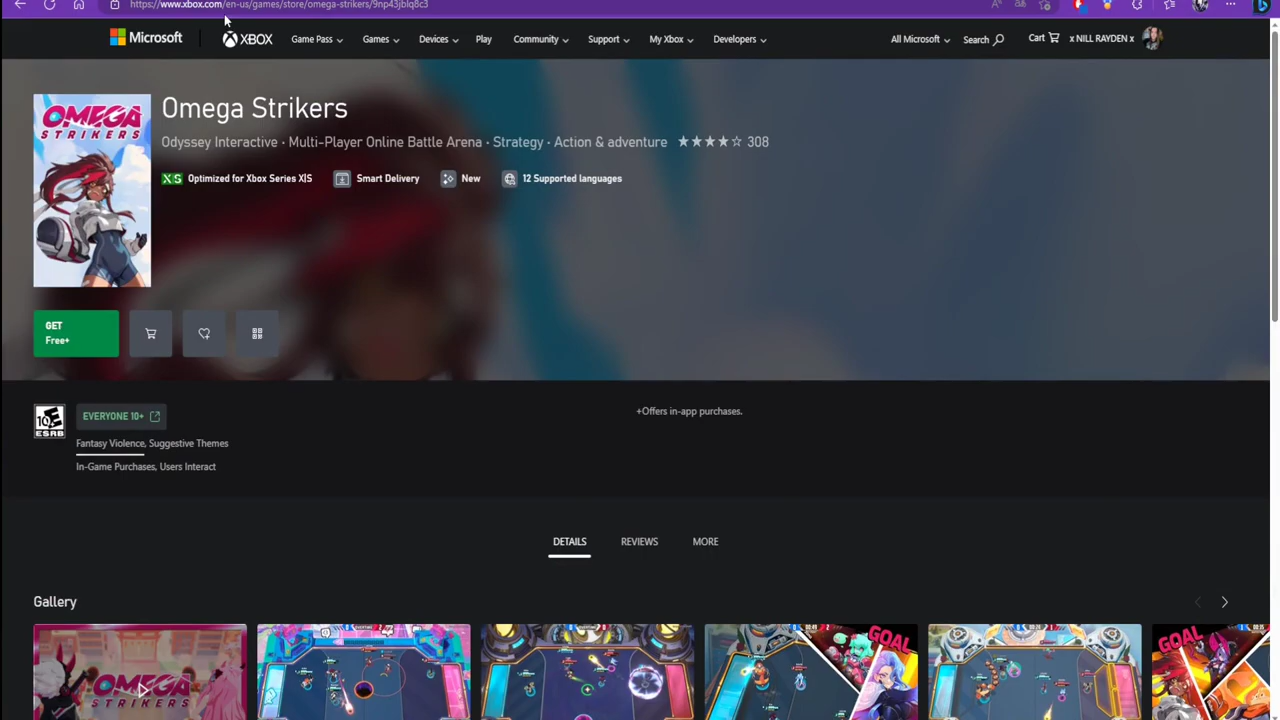 https://www.xbox.com/en-us/games/store/omega-strikers/9np43jblq8c3
Microsoft
XBOX
Game Pass
Games
Devices
Play
Community
Support
My Xbox
Developers
All Microsoft
Search
Cart
x NILL RAYDEN x
OMEGA
STRIKERS
Omega Strikers
Odyssey Interactive • Multi-Player Online Battle Arena • Strategy • Action & adventure
308
X|S Optimized for Xbox Series X|S
Smart Delivery
New
12 Supported languages
GET
Free+
E
10+
ESRB
EVERYONE 10+
Fantasy Violence, Suggestive Themes
In-Game Purchases, Users Interact
+Offers in-app purchases.
DETAILS
REVIEWS
MORE
Gallery
OMEGA
STRIKERS
GOAL
GOAL